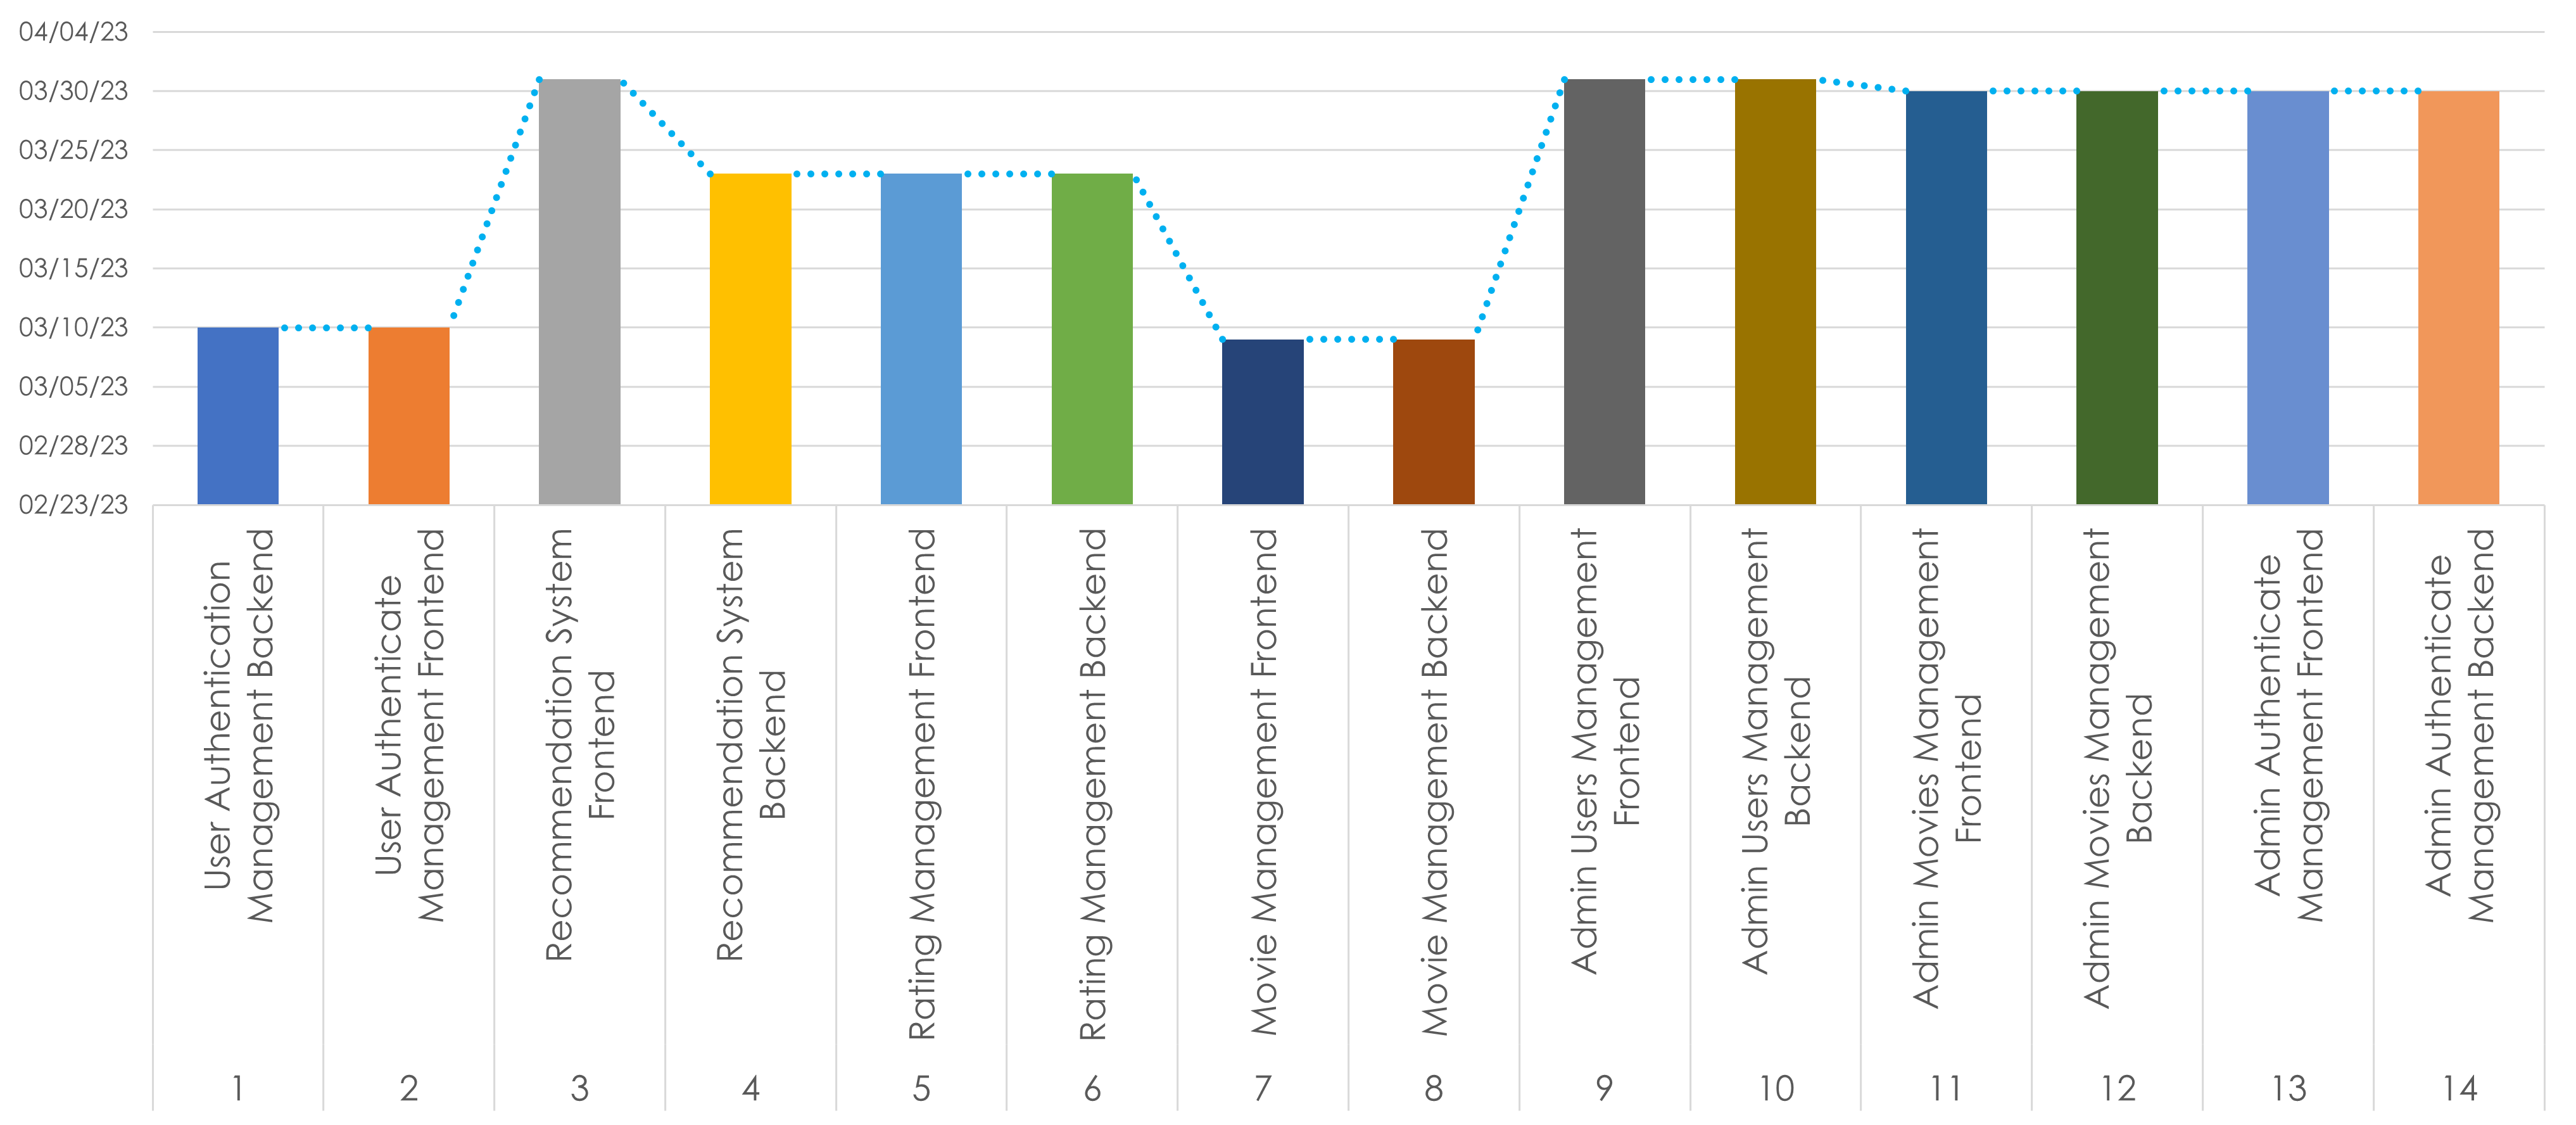 04/04/23
03/30/23
03/25/23
03/20/23
03/15/23
03/10/23
03/05/23
02/28/23
02/23/23
User Authentication
Management Backend
User Authenticate
Management Frontend
Recommendation System
Frontend
Recommendation System
Backend
Rating Management Frontend
Rating Management Backend
Movie Management Frontend
Movie Management Backend
Admin Users Management
Frontend
Admin Users Management
Backend
Admin Movies Management
Frontend
Admin Movies Management
Backend
Admin Authenticate
Management Frontend
Admin Authenticate
Management Backend
1 2 3 4 5 6 7 8 9 10 11 12 13 14